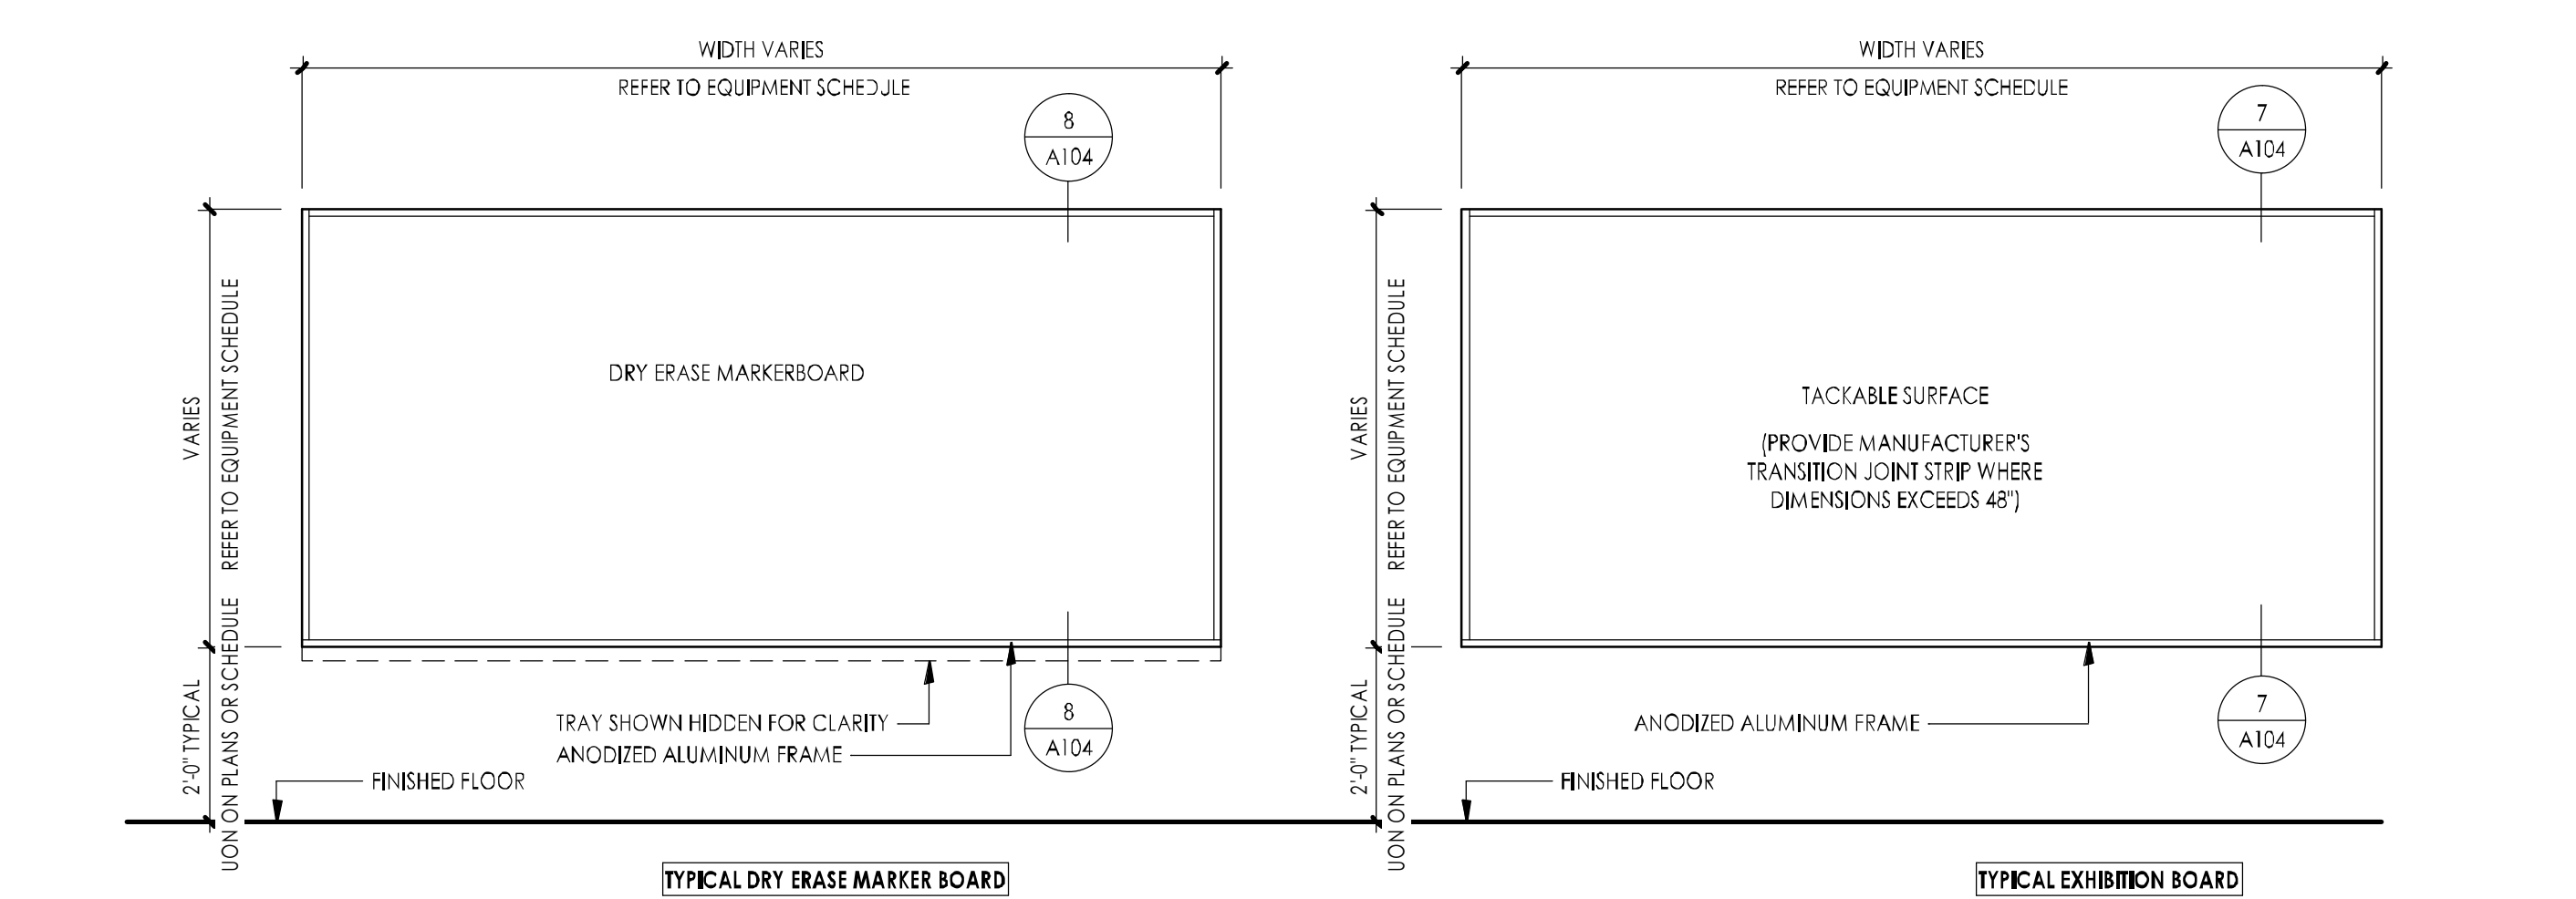 WIDTH VARIES
REFER TO EQUIPMENT SCHEDULE
8
A104
VARIES
REFER TO EQUIPMENT SCHEDULE
DRY ERASE MARKERBOARD
2'-0" TYPICAL
UON ON PLANS OR SCHEDULE
TRAY SHOWN HIDDEN FOR CLARITY
ANODIZED ALUMINUM FRAME
8
A104
FINISHED FLOOR
TYPICAL DRY ERASE MARKER BOARD
WIDTH VARIES
REFER TO EQUIPMENT SCHEDULE
7
A104
VARIES
REFER TO EQUIPMENT SCHEDULE
TACKABLE SURFACE
(PROVIDE MANUFACTURER'S
TRANSITION JOINT STRIP WHERE
DIMENSIONS EXCEEDS 48")
2'-0" TYPICAL
UON ON PLANS OR SCHEDULE
ANODIZED ALUMINUM FRAME
7
A104
FINISHED FLOOR
TYPICAL EXHIBITION BOARD